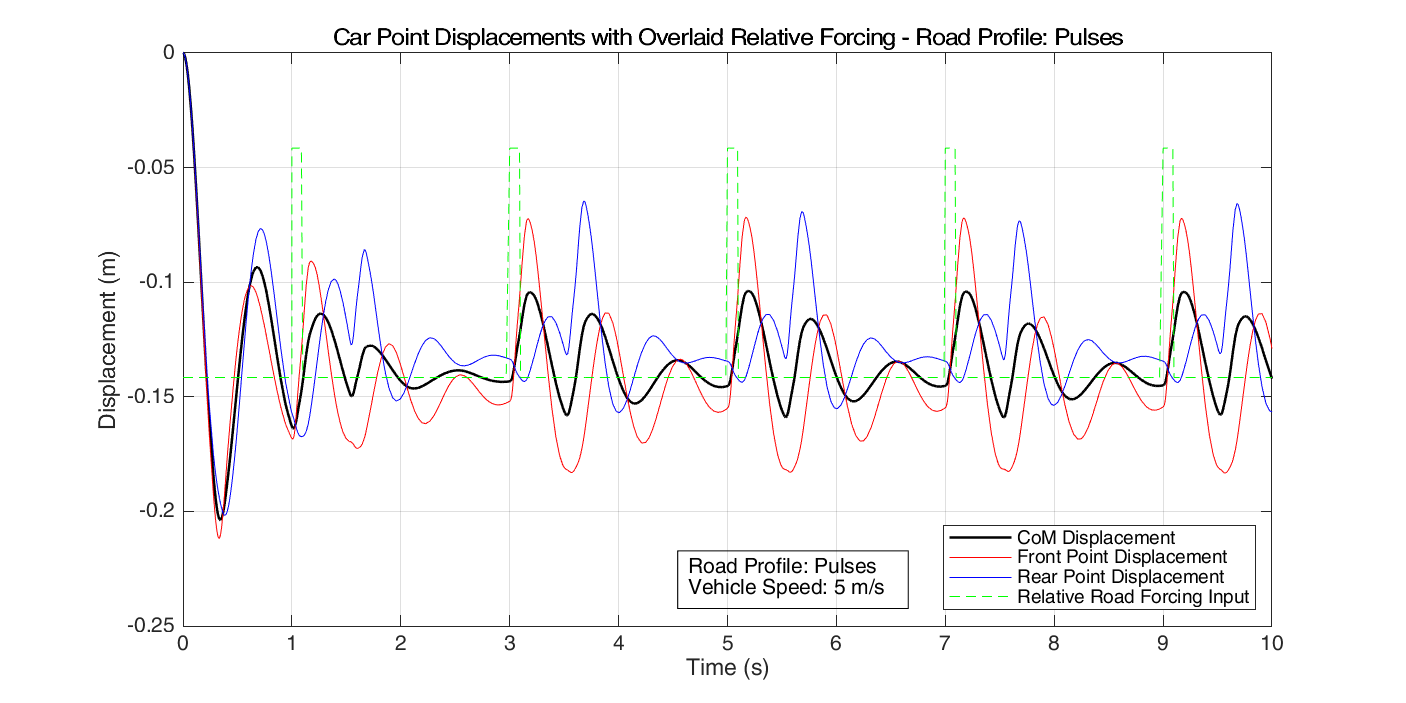 Car Point Displacements with Overlaid Relative Forcing - Road Profile: Pulses
0
-0.05
-0.1
-0.15
-0.2
-0.25
Displacement (m)
Road Profile: Pulses
Vehicle Speed: 5 m/s
CoM Displacement
Front Point Displacement
Rear Point Displacement
Relative Road Forcing Input
0 1 2 3 4 5 6 7 8 9 10
Time (s)